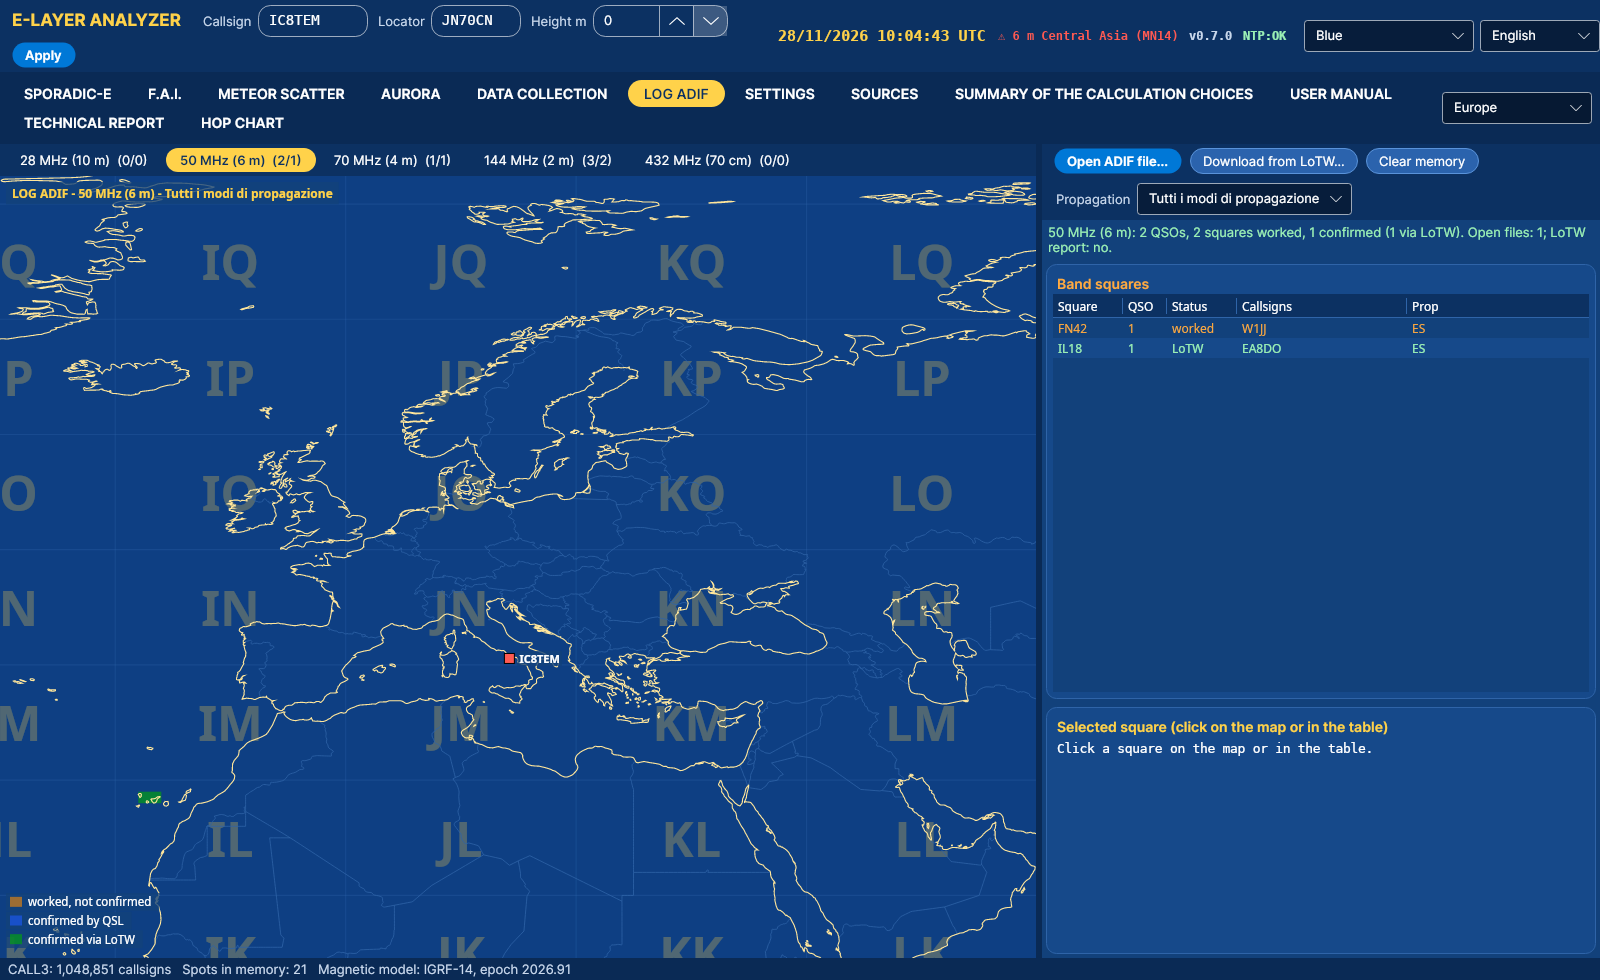 E-LAYER ANALYZER Callsign IC8TEM Locator JN70CN Height m 0
28/11/2026 10:04:43 UTC ⚠ 6 m Central Asia (MN14) v0.7.0 NTP:OK Blue English
Apply
SPORADIC-E F.A.I. METEOR SCATTER AURORA DATA COLLECTION LOG ADIF SETTINGS SOURCES SUMMARY OF THE CALCULATION CHOICES USER MANUAL
TECHNICAL REPORT HOP CHART
Europe
28 MHz (10 m) (0/0) 50 MHz (6 m) (2/1) 70 MHz (4 m) (1/1) 144 MHz (2 m) (3/2) 432 MHz (70 cm) (0/0)
LOG ADIF - 50 MHz (6 m) - Tutti i modi di propagazione
Q IQ JQ KQ LQ
P IP JP KP LP
O IO JO KO LO
N IN JN KN LN
IC8TEM
M IM JM KM LM
IL IL JL KL LL
K IK JK KK LK
worked, not confirmed
confirmed by QSL
confirmed via LoTW
Open ADIF file... Download from LoTW... Clear memory
Propagation Tutti i modi di propagazione
50 MHz (6 m): 2 QSOs, 2 squares worked, 1 confirmed (1 via LoTW). Open files: 1; LoTW
report: no.
Band squares
Square QSO Status Callsigns Prop
FN42 1 worked W1JJ ES
IL18 1 LoTW EA8DO ES
Selected square (click on the map or in the table)
Click a square on the map or in the table.
CALL3: 1,048,851 callsigns Spots in memory: 21 Magnetic model: IGRF-14, epoch 2026.91